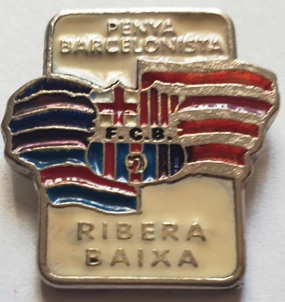 PENYA
BARCELONISTA
F.C.B.
RIBERA
BAIXA